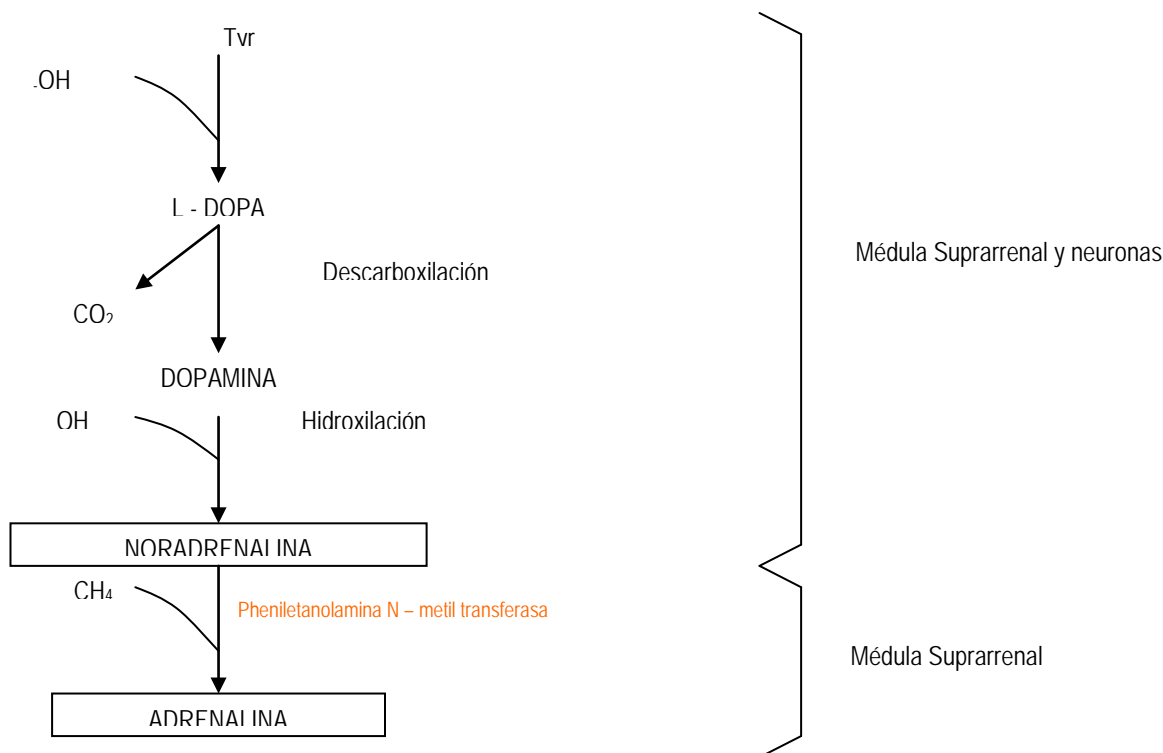 Tyr
-OH
L - DOPA
Médula Suprarrenal y neuronas
Descarboxilación
CO2
DOPAMINA
OH
Hidroxilación
NORADRENALINA
CH4
Pheniletanolamina N – metil transferasa
Médula Suprarrenal
ADRENALINA